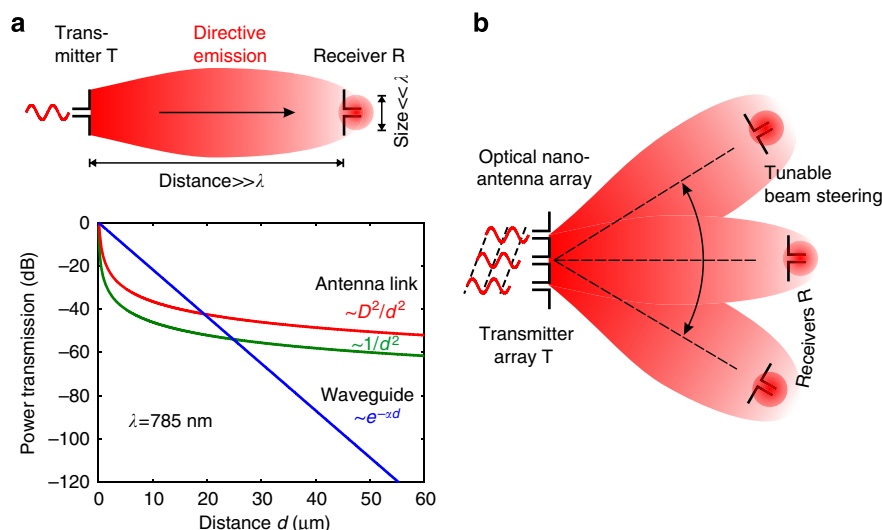 a
Trans-
mitter T
Directive
emission
Receiver R
Size << λ
Distance>>λ
0
−20
−40
−60
−80
−100
−120
Power transmission (dB)
Antenna link
~D²/d²
~1/d²
Waveguide
~e⁻ᵅᵈ
λ=785 nm
0
10
20
30
40
50
60
Distance d (μm)
b
Optical nano-
antenna array
Tunable
beam steering
Transmitter
array T
Receivers R